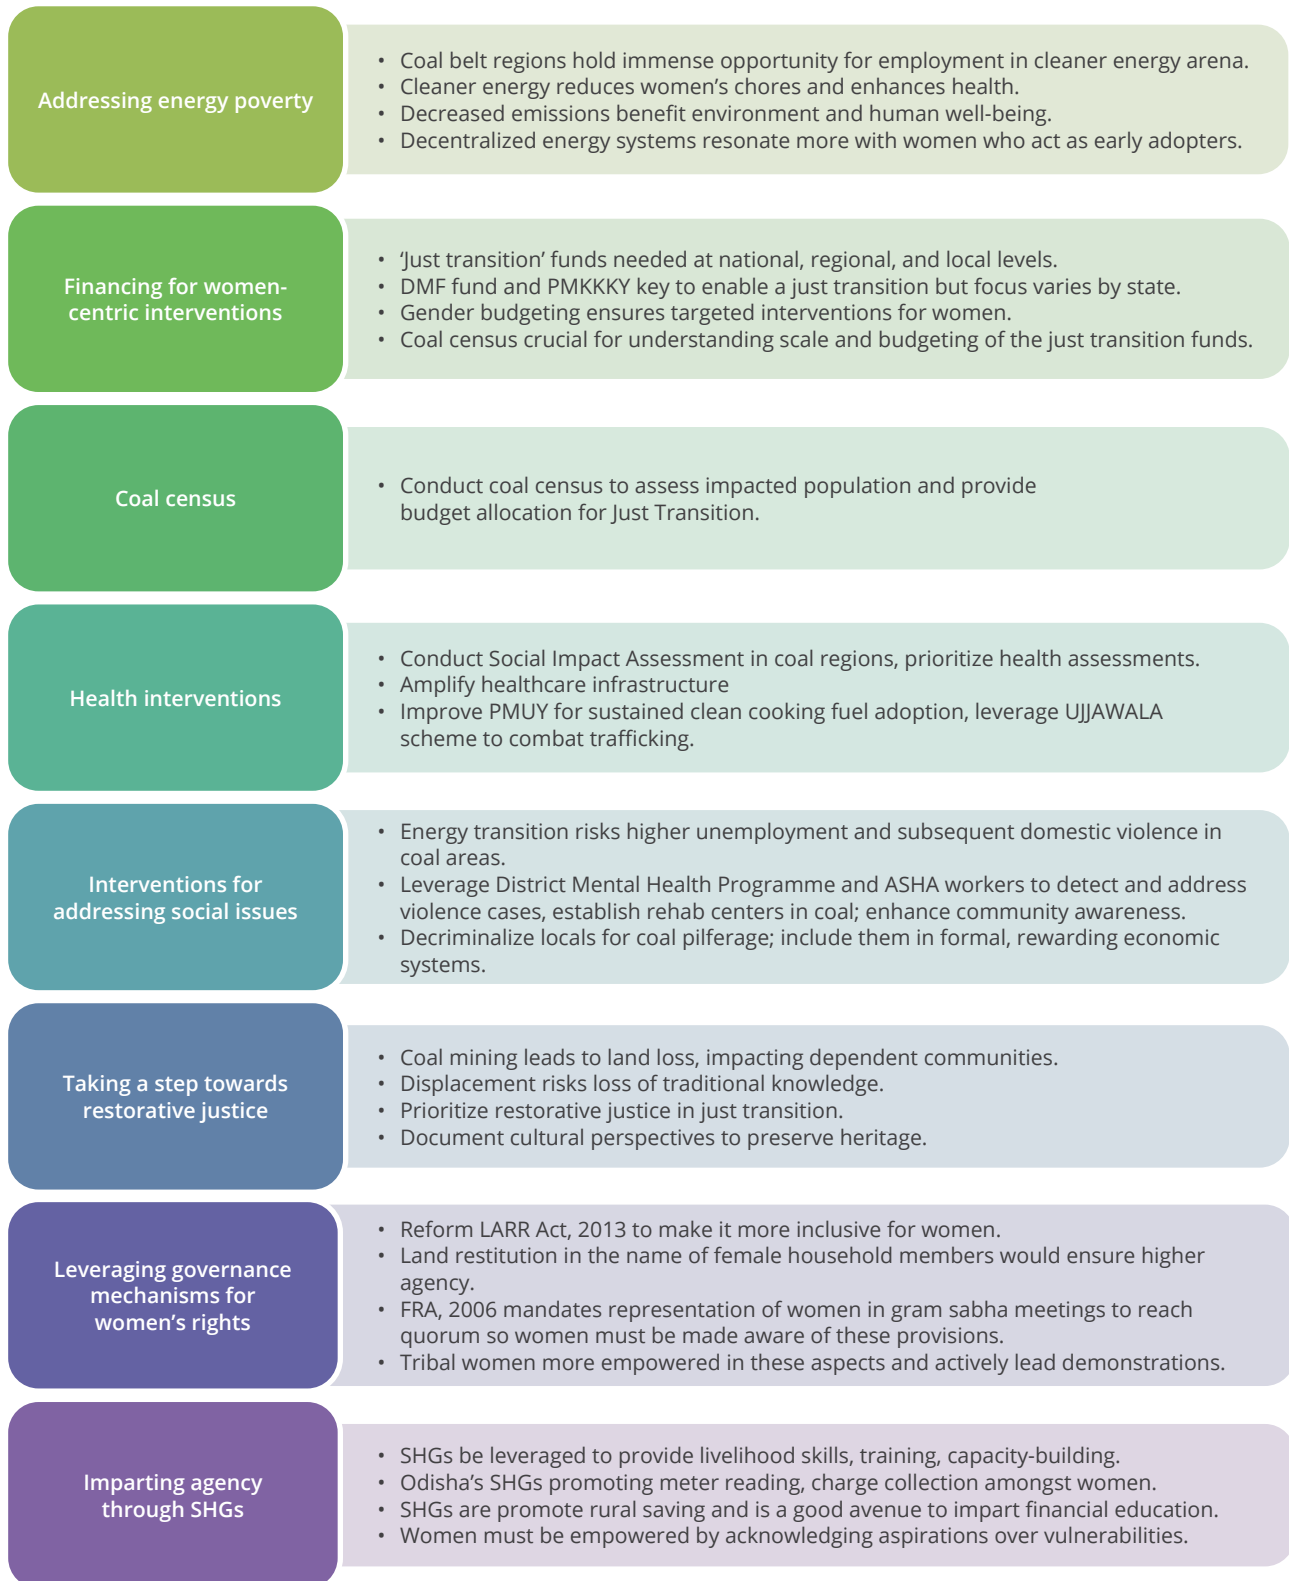 Addressing energy poverty
• Coal belt regions hold immense opportunity for employment in cleaner energy arena.
• Cleaner energy reduces women’s chores and enhances health.
• Decreased emissions benefit environment and human well-being.
• Decentralized energy systems resonate more with women who act as early adopters.
Financing for women-
centric interventions
• ‘Just transition’ funds needed at national, regional, and local levels.
• DMF fund and PMKKKY key to enable a just transition but focus varies by state.
• Gender budgeting ensures targeted interventions for women.
• Coal census crucial for understanding scale and budgeting of the just transition funds.
Coal census
• Conduct coal census to assess impacted population and provide
budget allocation for Just Transition.
Health interventions
• Conduct Social Impact Assessment in coal regions, prioritize health assessments.
• Amplify healthcare infrastructure
• Improve PMUY for sustained clean cooking fuel adoption, leverage UJJAWALA
scheme to combat trafficking.
Interventions for
addressing social issues
• Energy transition risks higher unemployment and subsequent domestic violence in
coal areas.
• Leverage District Mental Health Programme and ASHA workers to detect and address
violence cases, establish rehab centers in coal; enhance community awareness.
• Decriminalize locals for coal pilferage; include them in formal, rewarding economic
systems.
Taking a step towards
restorative justice
• Coal mining leads to land loss, impacting dependent communities.
• Displacement risks loss of traditional knowledge.
• Prioritize restorative justice in just transition.
• Document cultural perspectives to preserve heritage.
Leveraging governance
mechanisms for
women’s rights
• Reform LARR Act, 2013 to make it more inclusive for women.
• Land restitution in the name of female household members would ensure higher
agency.
• FRA, 2006 mandates representation of women in gram sabha meetings to reach
quorum so women must be made aware of these provisions.
• Tribal women more empowered in these aspects and actively lead demonstrations.
Imparting agency
through SHGs
• SHGs be leveraged to provide livelihood skills, training, capacity-building.
• Odisha’s SHGs promoting meter reading, charge collection amongst women.
• SHGs are promote rural saving and is a good avenue to impart financial education.
• Women must be empowered by acknowledging aspirations over vulnerabilities.